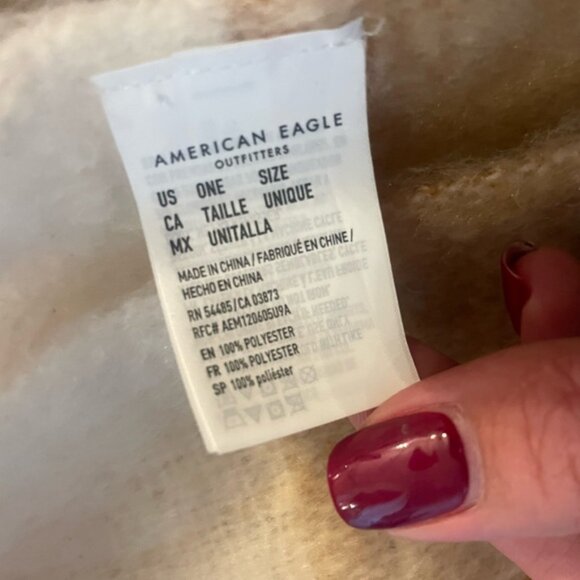 AMERICAN EAGLE
OUTFITTERS
US ONE SIZE
CA TAILLE UNIQUE
MX UNITALLA
MADE IN CHINA / FABRIQUÉ EN CHINE /
HECHO EN CHINA
RN 54485/CA 03873
RFC# AEM120605U9A
EN 100% POLYESTER
FR 100% POLYESTER
SP 100% poliéster